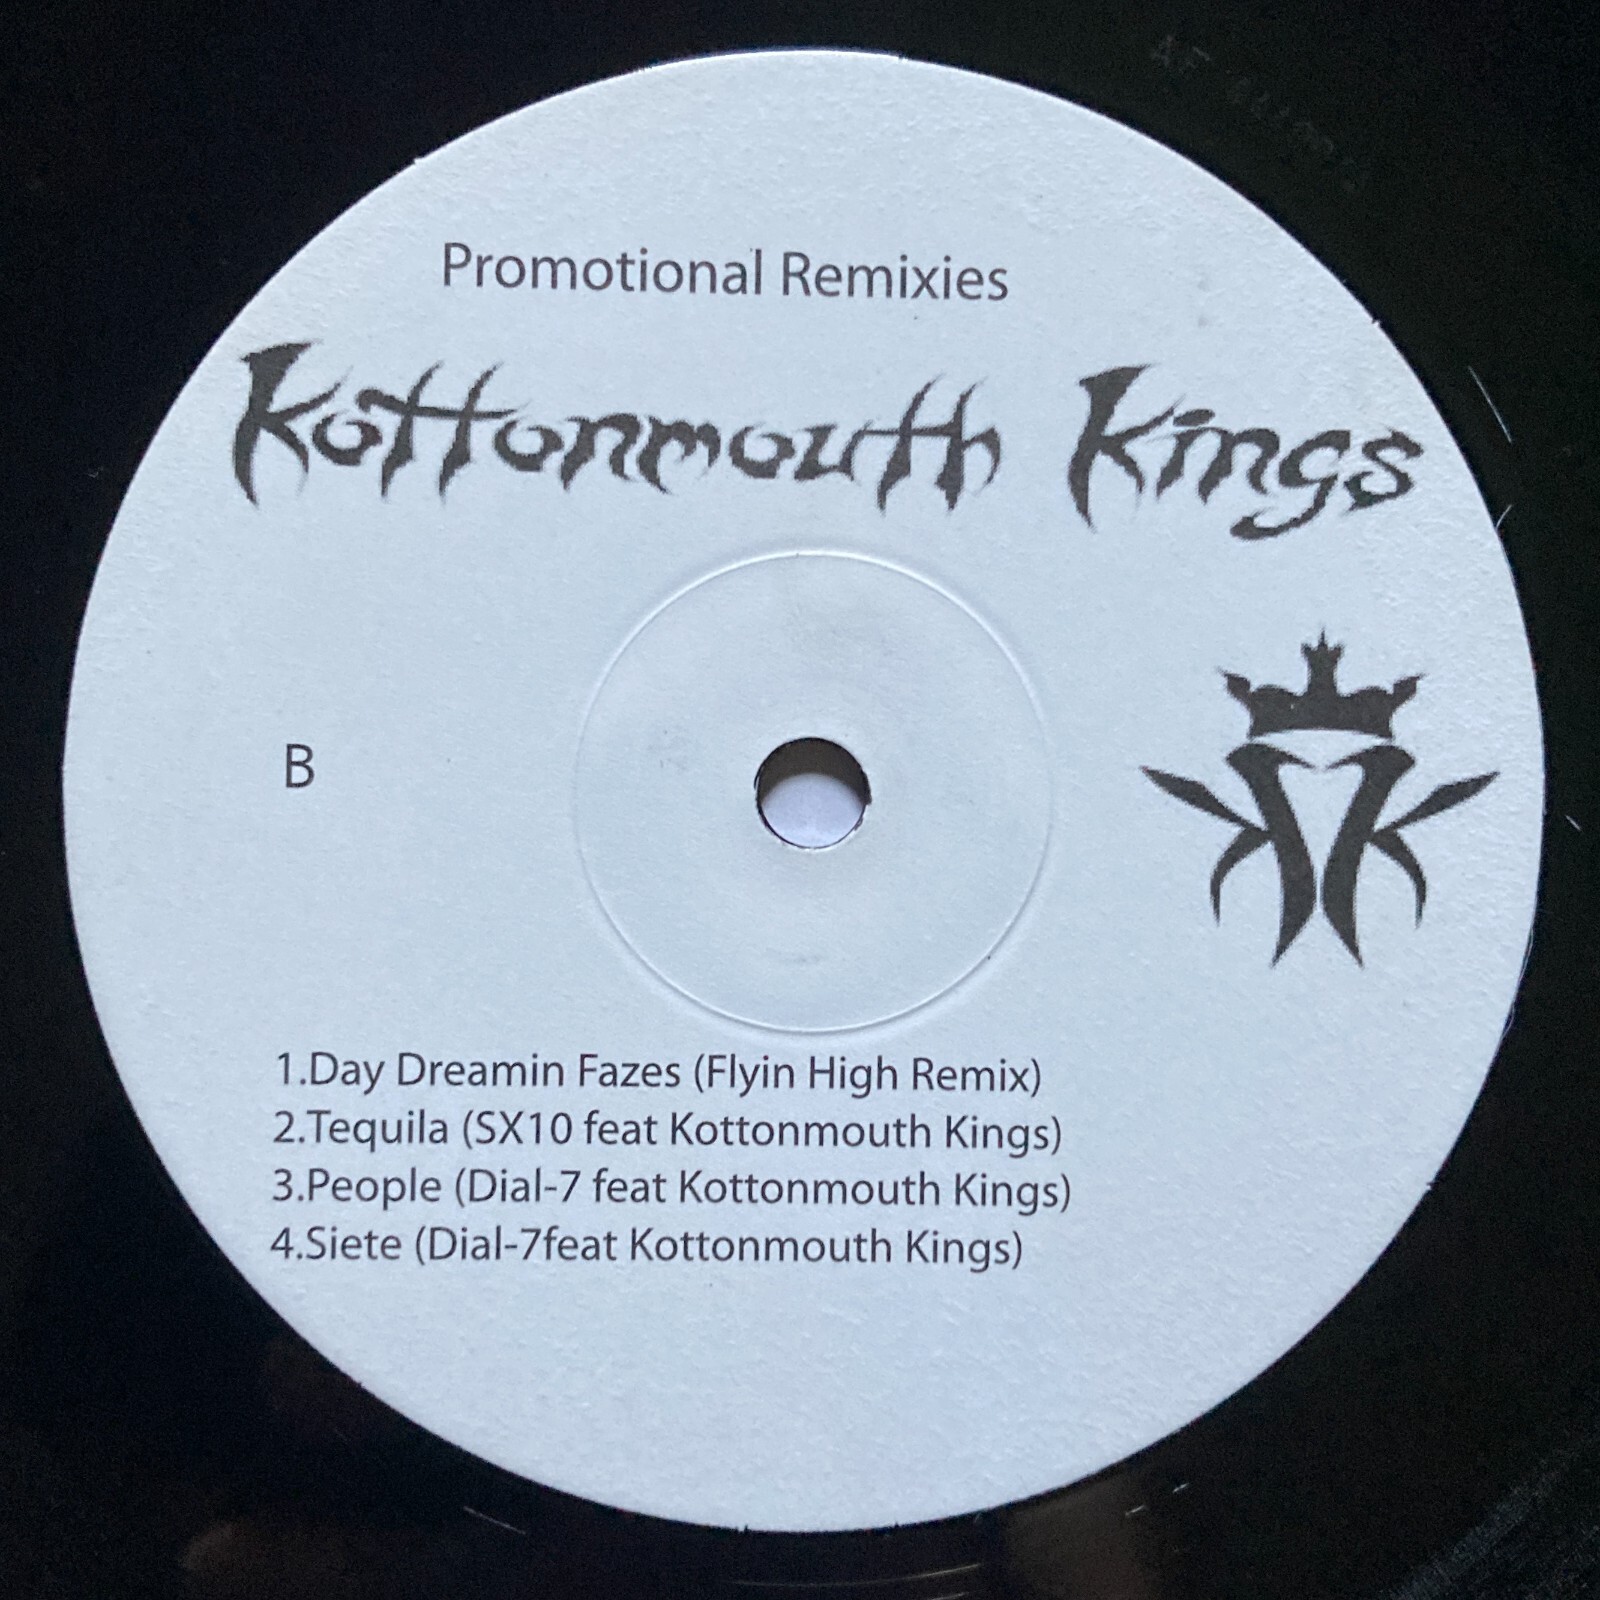 Promotional Remixies
Kottonmouth Kings
B
1.Day Dreamin Fazes (Flyin High Remix)
2.Tequila (SX10 feat Kottonmouth Kings)
3.People (Dial-7 feat Kottonmouth Kings)
4.Siete (Dial-7feat Kottonmouth Kings)